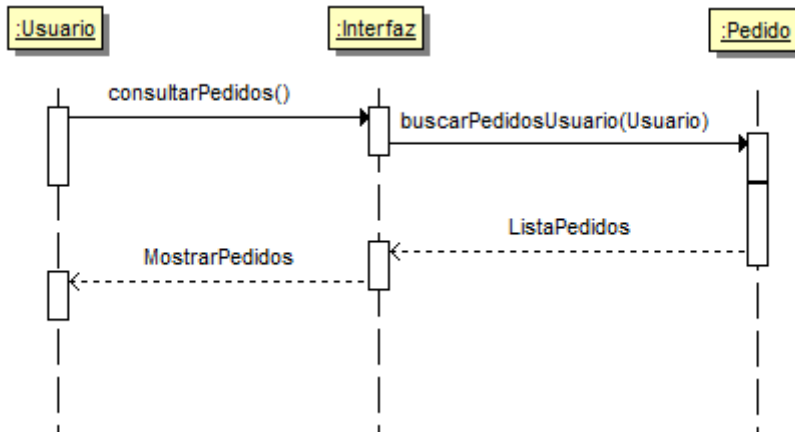 :Usuario
:Interfaz
:Pedido
consultarPedidos()
buscarPedidosUsuario(Usuario)
ListaPedidos
MostrarPedidos